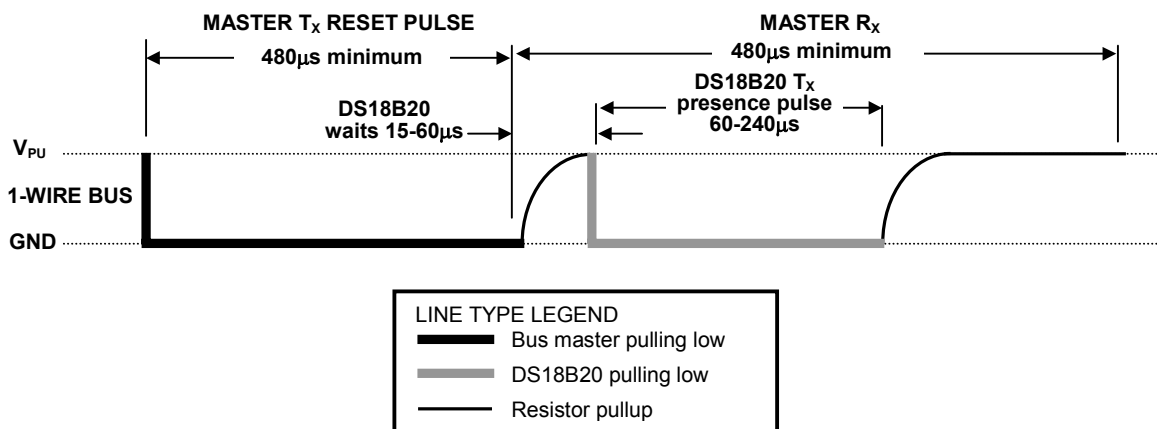 MASTER TX RESET PULSE
480µs minimum
MASTER RX
480µs minimum
DS18B20
waits 15-60µs
DS18B20 TX
presence pulse
60-240µs
VPU
1-WIRE BUS
GND
LINE TYPE LEGEND
Bus master pulling low
DS18B20 pulling low
Resistor pullup